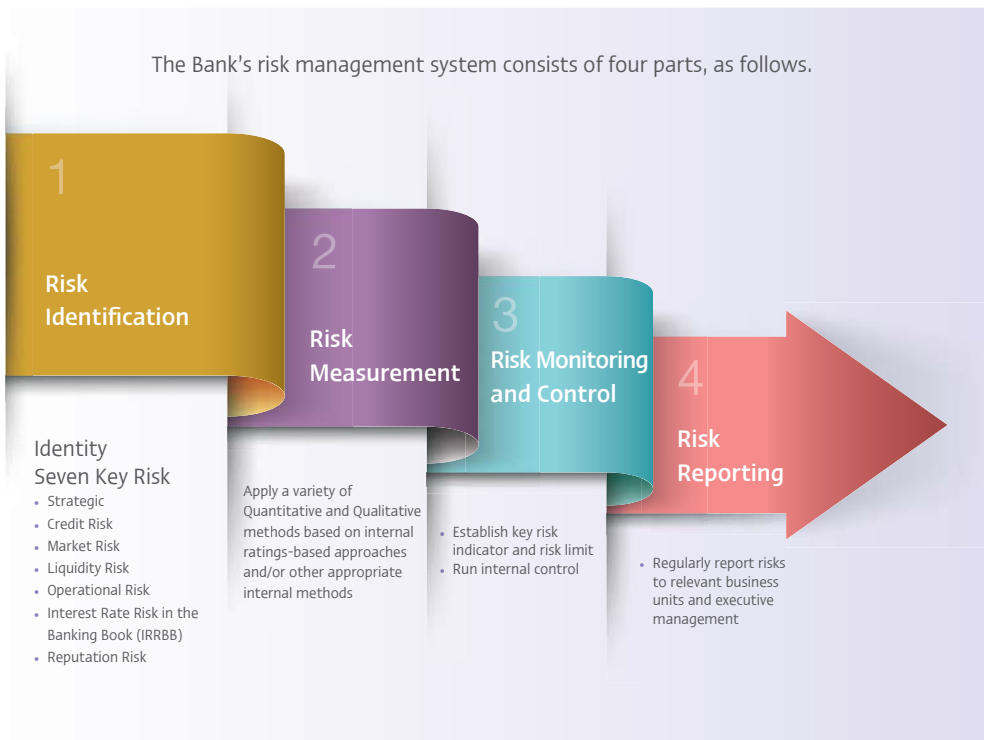 The Bank's risk management system consists of four parts, as follows.
1
Risk
Identification
Identity
Seven Key Risk
• Strategic
• Credit Risk
• Market Risk
• Liquidity Risk
• Operational Risk
• Interest Rate Risk in the
Banking Book (IRRBB)
• Reputation Risk
2
Risk
Measurement
Apply a variety of
Quantitative and Qualitative
methods based on internal
ratings-based approaches
and/or other appropriate
internal methods
3
Risk Monitoring
and Control
• Establish key risk
indicator and risk limit
• Run internal control
4
Risk
Reporting
• Regularly report risks
to relevant business
units and executive
management